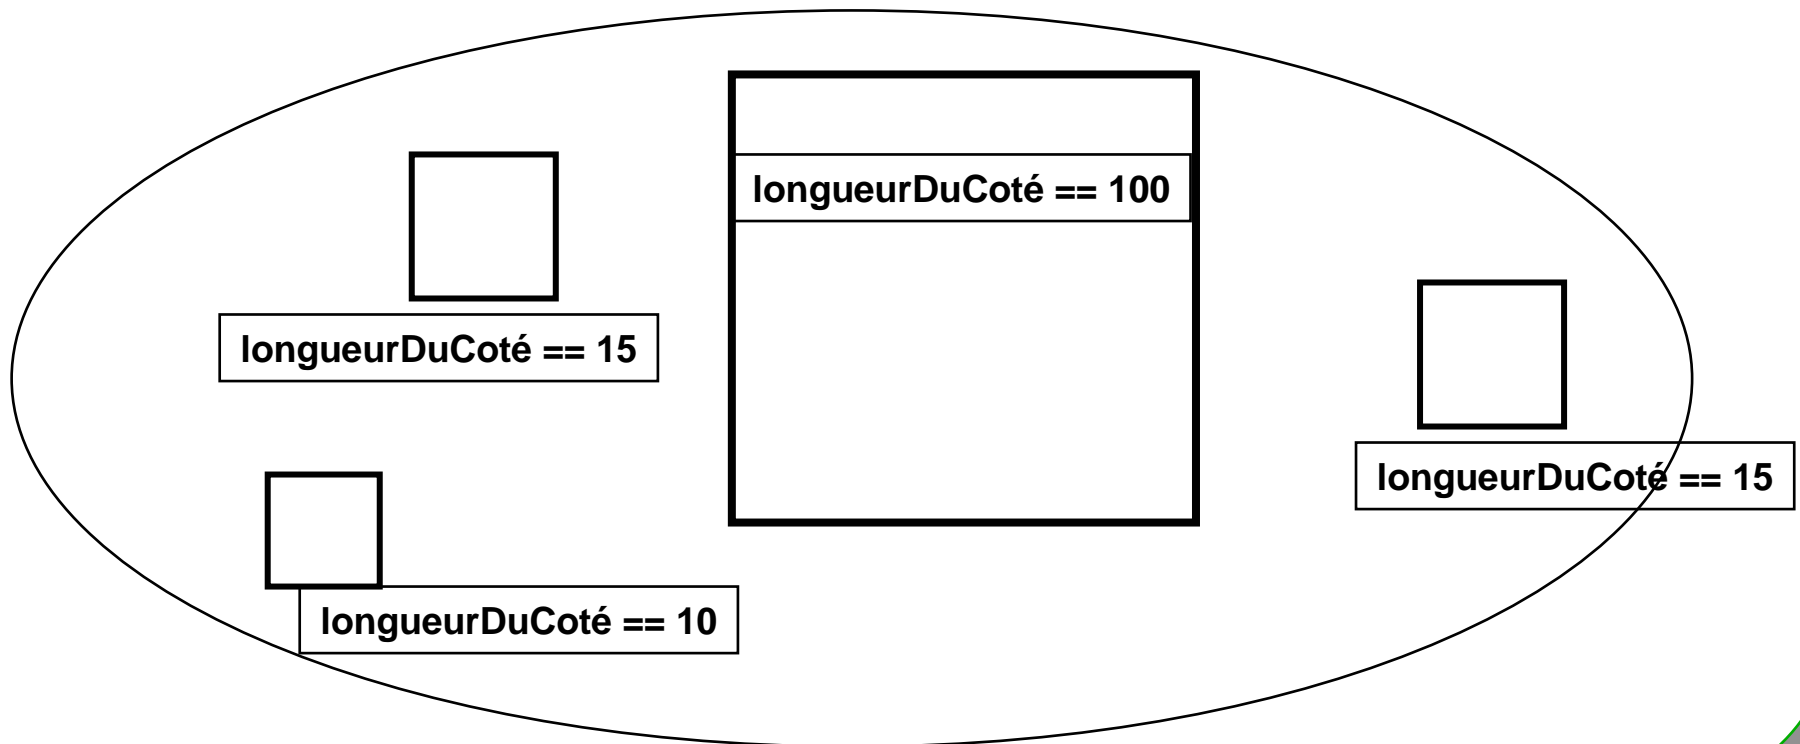 longueurDuCoté == 100
longueurDuCoté == 15
longueurDuCoté == 15
longueurDuCoté == 10